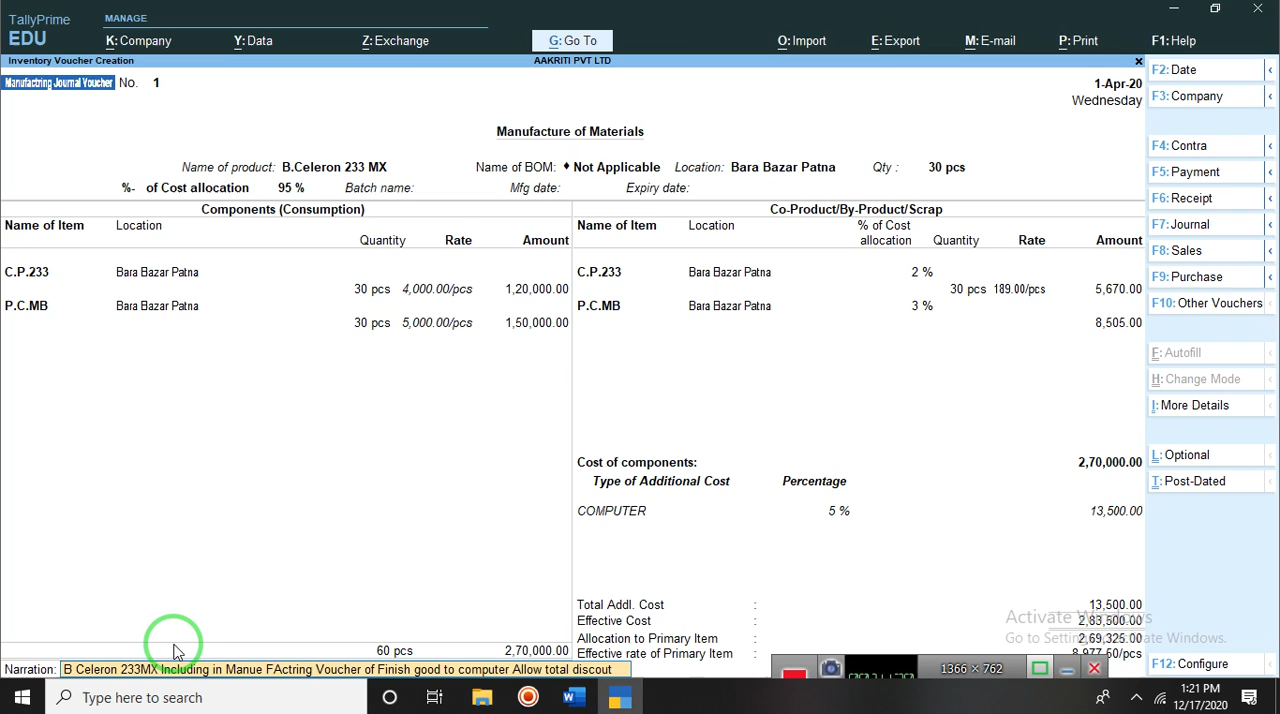 TallyPrime
EDU
MANAGE
K: Company Y: Data Z: Exchange G: Go To O: Import E: Export M: E-mail P: Print F1: Help
Inventory Voucher Creation AAKRITI PVT LTD
Manufactring Journal Voucher No. 1 1-Apr-20
Wednesday
Manufacture of Materials
Name of product: B.Celeron 233 MX Name of BOM: ♦ Not Applicable Location: Bara Bazar Patna Qty : 30 pcs
%- of Cost allocation 95 % Batch name: Mfg date: Expiry date:
Components (Consumption) Co-Product/By-Product/Scrap
Name of Item Location Name of Item Location % of Cost
Quantity Rate Amount allocation Quantity Rate Amount
C.P.233 Bara Bazar Patna C.P.233 Bara Bazar Patna 2 %
30 pcs 4,000.00/pcs 1,20,000.00 30 pcs 189.00/pcs 5,670.00
P.C.MB Bara Bazar Patna P.C.MB Bara Bazar Patna 3 %
30 pcs 5,000.00/pcs 1,50,000.00 8,505.00
Cost of components: 2,70,000.00
Type of Additional Cost Percentage
COMPUTER 5 % 13,500.00
Total Addl. Cost : 13,500.00
Effective Cost : 2,83,500.00
Allocation to Primary Item : 2,69,325.00
60 pcs 2,70,000.00 Effective rate of Primary Item : 8,977.50/pcs
Narration: B Celeron 233MX Including in Manue FActring Voucher of Finish good to computer Allow total discout
F2: Date
F3: Company
F4: Contra
F5: Payment
F6: Receipt
F7: Journal
F8: Sales
F9: Purchase
F10: Other Vouchers
F: Autofill
H: Change Mode
I: More Details
L: Optional
T: Post-Dated
F12: Configure
Activate Windows
Go to Settings to activate Windows.
1366 × 762
Type here to search
1:21 PM
12/17/2020